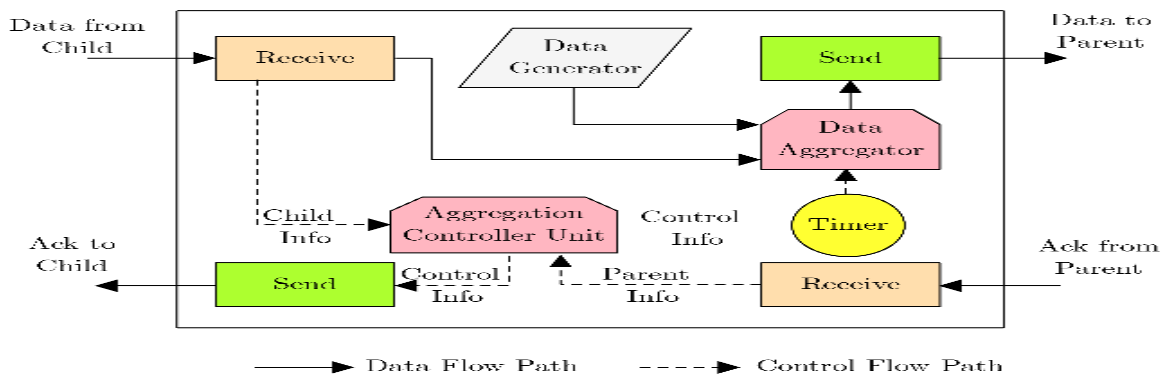 Data from
Child
Receive
Data
Generator
Send
Data to
Parent
Data
Aggregator
Child
Info
Aggregation
Controller Unit
Control
Info
Timer
Ack to
Child
Send
Control
Info
Parent
Info
Receive
Ack from
Parent
Data Flow Path
Control Flow Path